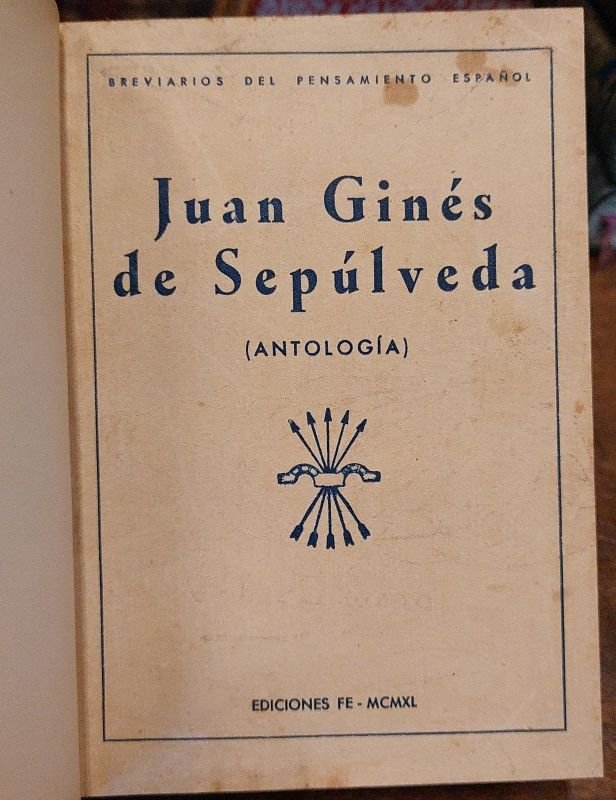 BREVIARIOS DEL PENSAMIENTO ESPAÑOL
Juan Ginés
de Sepúlveda
(ANTOLOGÍA)
EDICIONES FE - MCMXL